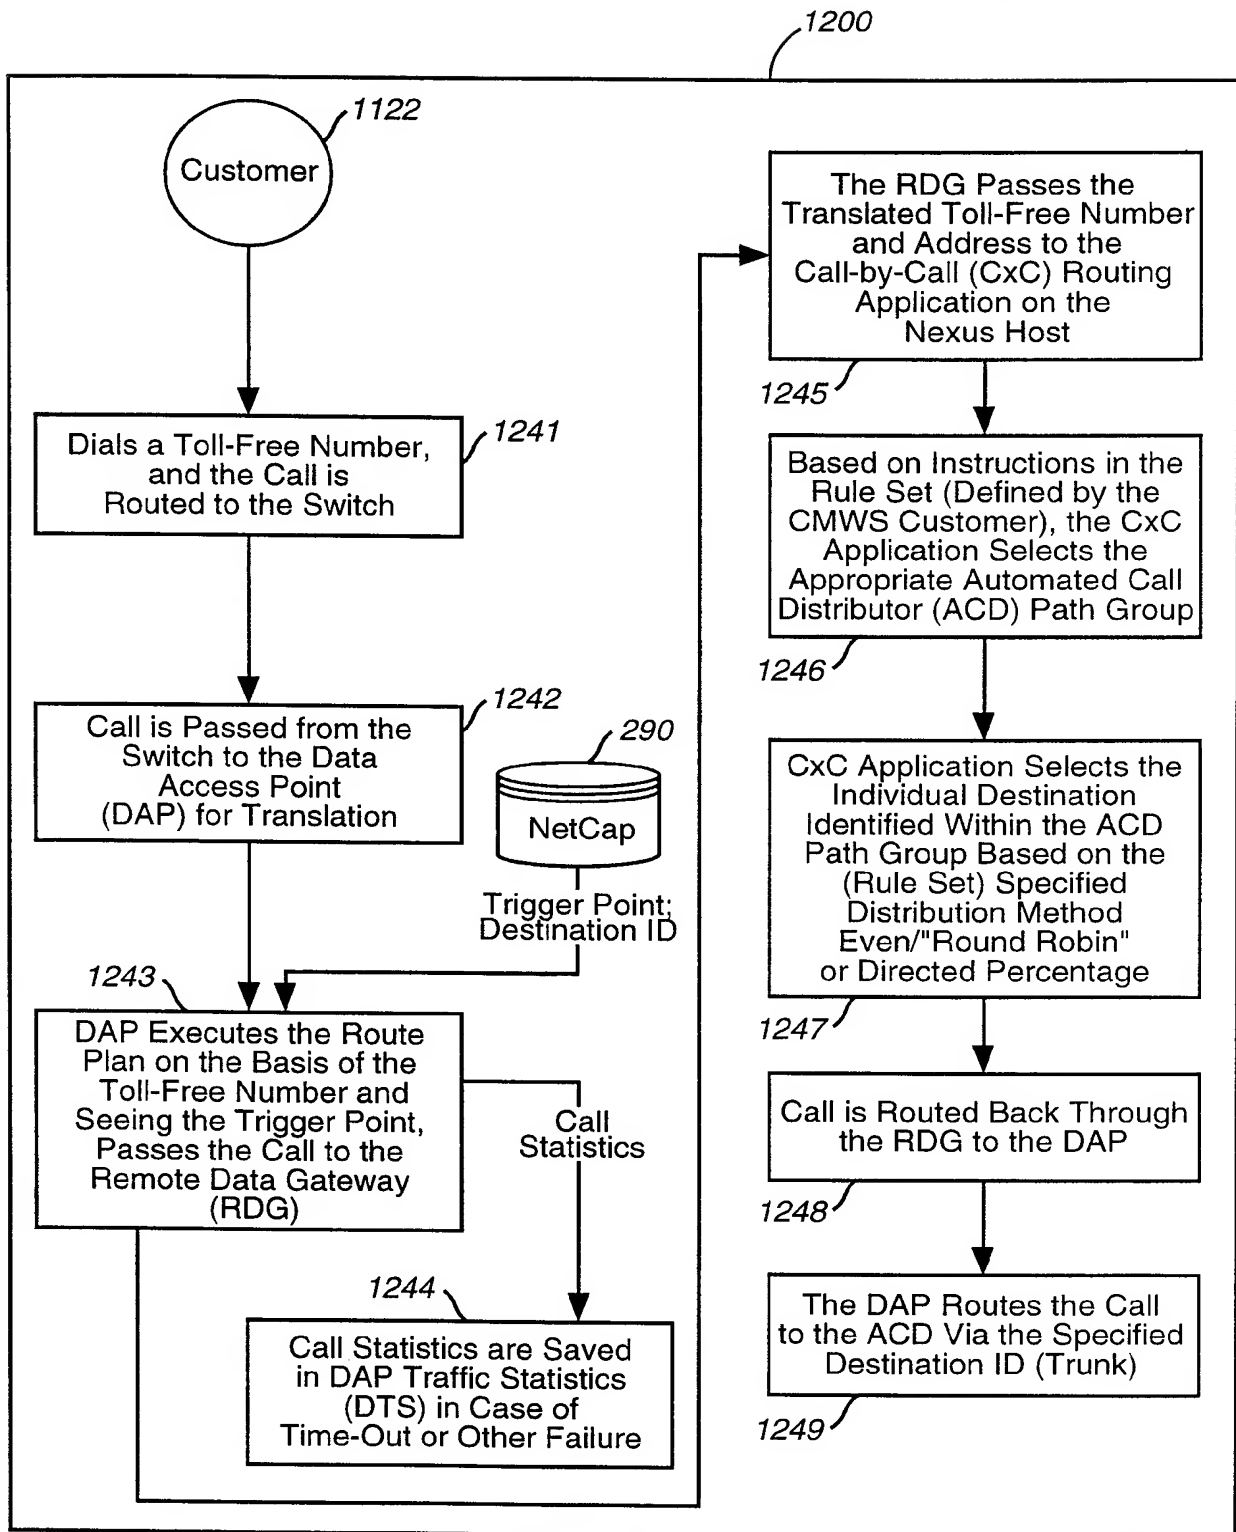 1200
1122
Customer
1241
Dials a Toll-Free Number,
and the Call is
Routed to the Switch
1242
Call is Passed from the
Switch to the Data
Access Point
(DAP) for Translation
290
NetCap
Trigger Point;
Destination ID
1243
DAP Executes the Route
Plan on the Basis of the
Toll-Free Number and
Seeing the Trigger Point,
Passes the Call to the
Remote Data Gateway
(RDG)
Call
Statistics
1244
Call Statistics are Saved
in DAP Traffic Statistics
(DTS) in Case of
Time-Out or Other Failure
The RDG Passes the
Translated Toll-Free Number
and Address to the
Call-by-Call (CxC) Routing
Application on the
Nexus Host
1245
Based on Instructions in the
Rule Set (Defined by the
CMWS Customer), the CxC
Application Selects the
Appropriate Automated Call
Distributor (ACD) Path Group
1246
CxC Application Selects the
Individual Destination
Identified Within the ACD
Path Group Based on the
(Rule Set) Specified
Distribution Method
Even/"Round Robin"
or Directed Percentage
1247
Call is Routed Back Through
the RDG to the DAP
1248
The DAP Routes the Call
to the ACD Via the Specified
Destination ID (Trunk)
1249